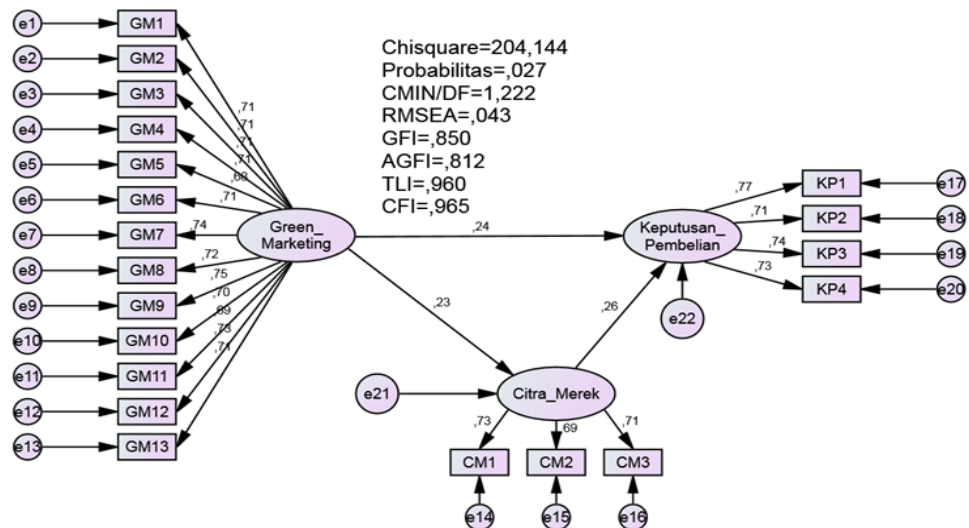 e1
GM1
e2
GM2
e3
GM3
e4
GM4
e5
GM5
e6
GM6
e7
GM7
e8
GM8
e9
GM9
e10
GM10
e11
GM11
e12
GM12
e13
GM13
,71
,71
,71
,71
,68
,71
,74
,72
,75
,70
,69
,73
,71
Green_
Marketing
Chisquare=204,144
Probabilitas=,027
CMIN/DF=1,222
RMSEA=,043
GFI=,850
AGFI=,812
TLI=,960
CFI=,965
,24
,23
,26
Keputusan_
Pembelian
,77
,71
,74
,73
KP1
e17
KP2
e18
KP3
e19
KP4
e20
e22
e21
Citra_Merek
,73
69
,71
CM1
CM2
CM3
e14
e15
e16